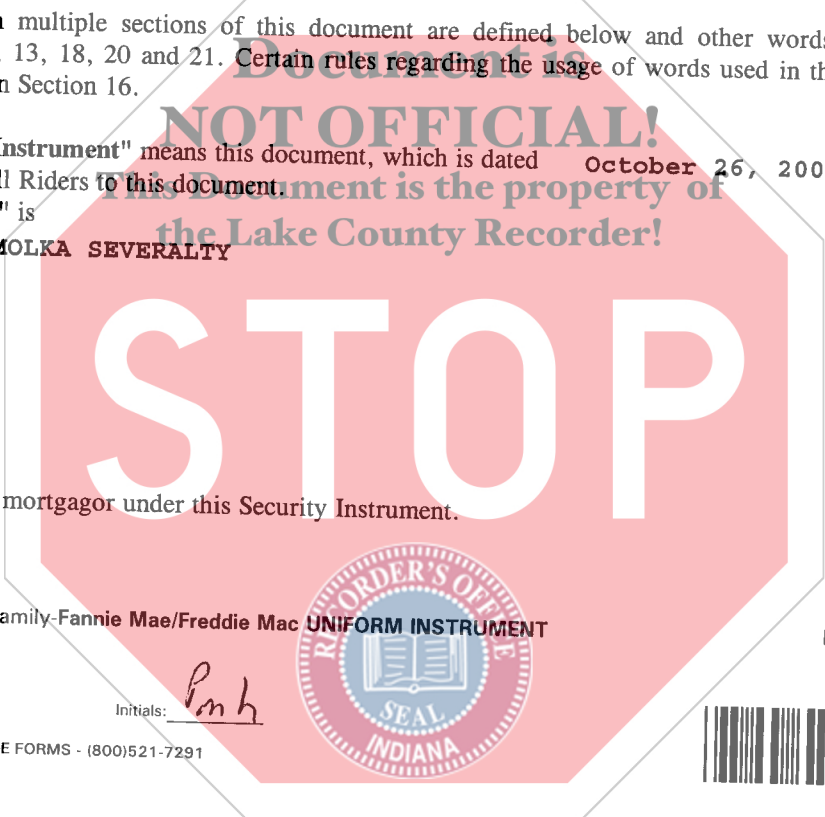 multiple sections of this document are defined below and other words
13, 18, 20 and 21. Certain rules regarding the usage of words used in th
n Section 16.
Document is
NOT OFFICIAL!
This Document is the property of
the Lake County Recorder!
Instrument" means this document, which is dated October 26, 200
ll Riders to this document.
" is
MOLKA SEVERALTY
STOP
mortgagor under this Security Instrument.
amily-Fannie Mae/Freddie Mac UNIFORM INSTRUMENT
RECORDER'S OFFICE
SEAL
INDIANA
Initials:
E FORMS - (800)521-7291